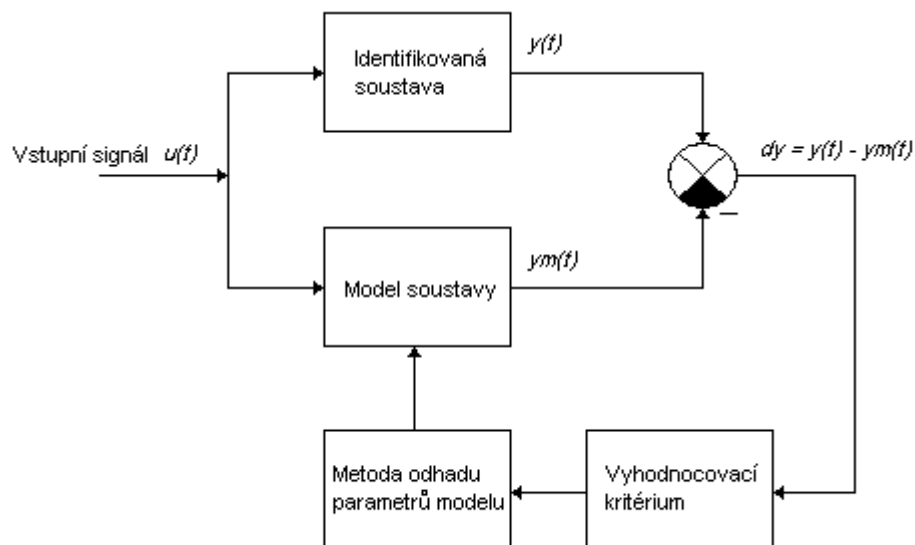 Identifikovaná
soustava
y(t)
Vstupní signál u(t)
dy = y(t) - ym(t)
Model soustavy
ym(t)
Metoda odhadu
parametrů modelu
Vyhodnocovací
kritérium